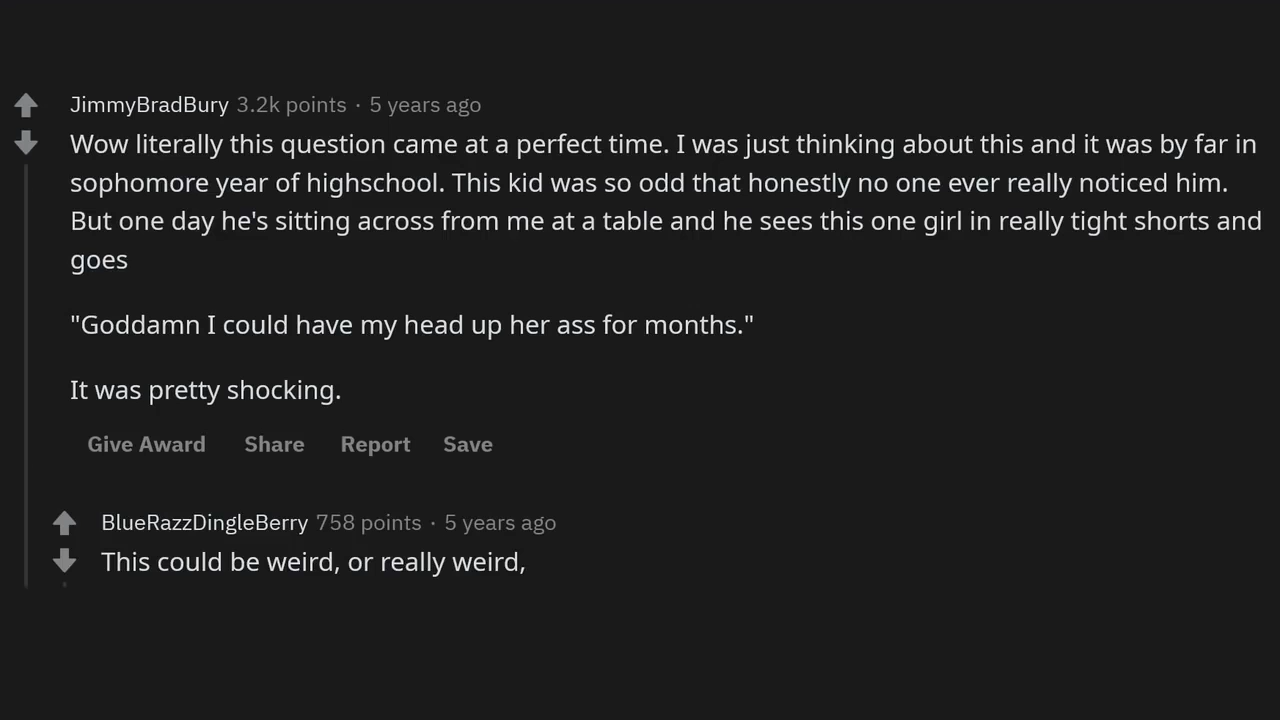 JimmyBradBury 3.2k points · 5 years ago
Wow literally this question came at a perfect time. I was just thinking about this and it was by far in
sophomore year of highschool. This kid was so odd that honestly no one ever really noticed him.
But one day he's sitting across from me at a table and he sees this one girl in really tight shorts and
goes
"Goddamn I could have my head up her ass for months."
It was pretty shocking.
Give Award Share Report Save
BlueRazzDingleBerry 758 points · 5 years ago
This could be weird, or really weird,